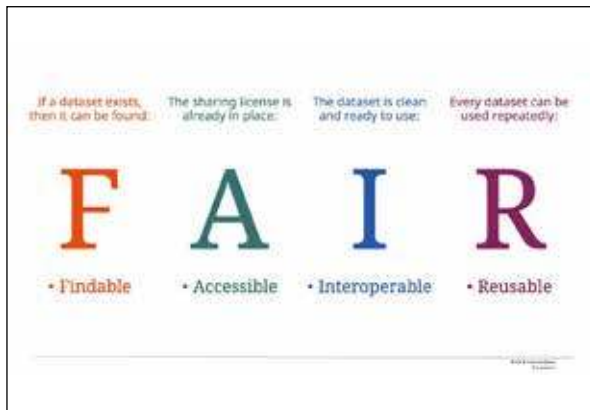 If a dataset exists,
then it can be found:
The sharing license is
already in place:
The dataset is clean
and ready to use:
Every dataset can be
used repeatedly:
F A I R
• Findable
• Accessible
• Interoperable
• Reusable